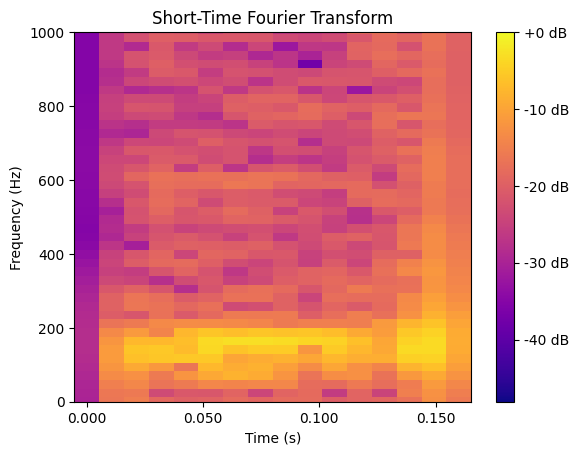 Short-Time Fourier Transform
1000
800
600
400
200
0
Frequency (Hz)
0.000
0.050
0.100
0.150
Time (s)
+0 dB
-10 dB
-20 dB
-30 dB
-40 dB